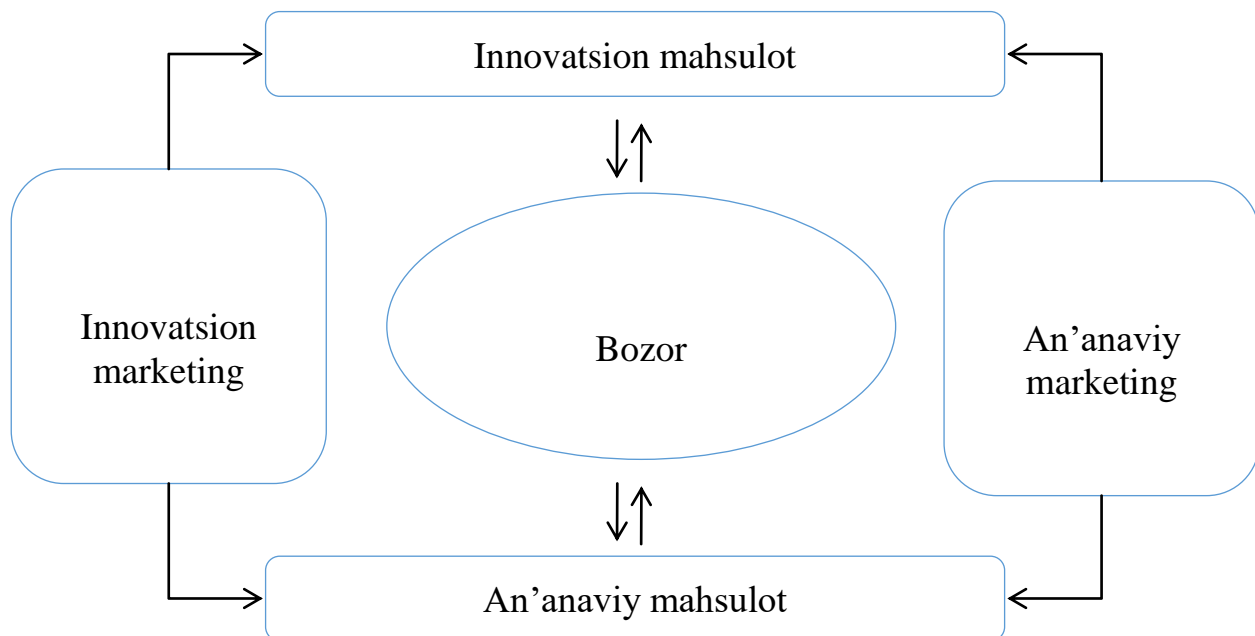 Innovatsion mahsulot
Innovatsion
marketing
Bozor
An’anaviy
marketing
An’anaviy mahsulot